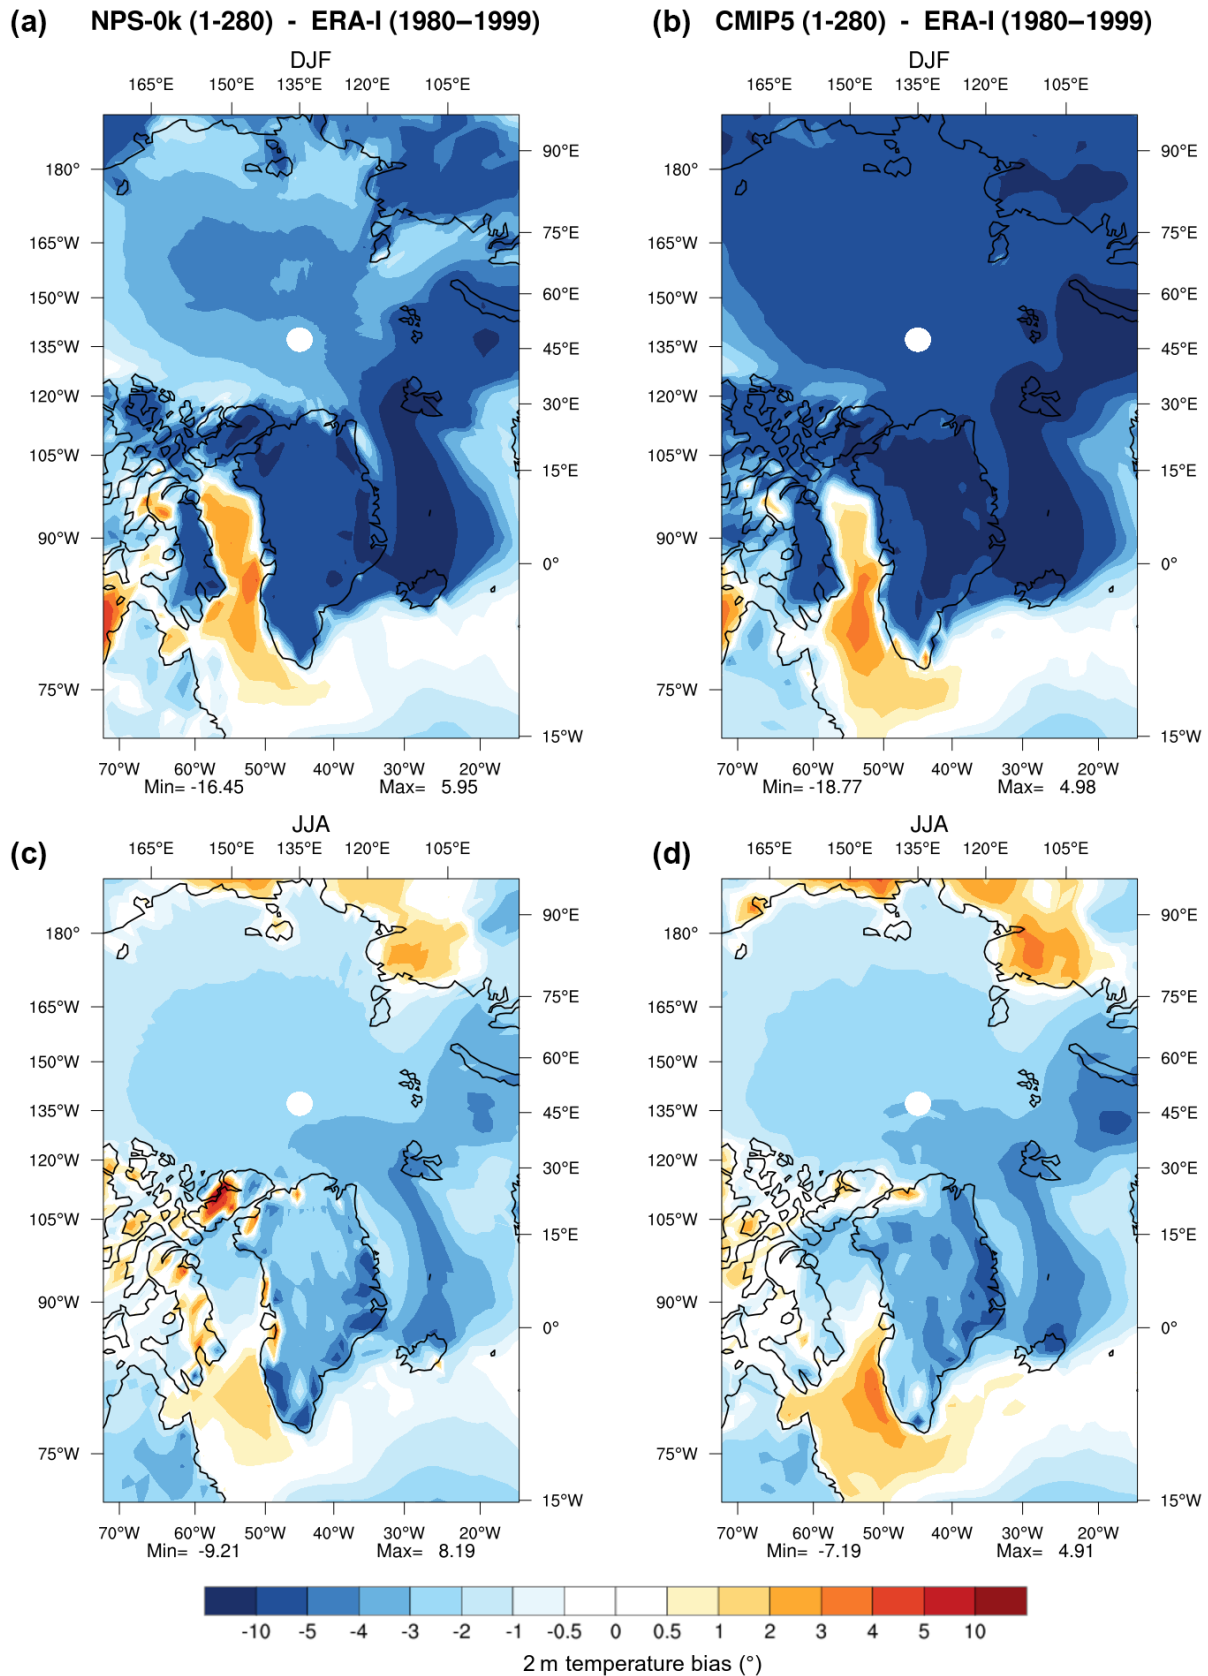 (a) NPS-0k (1-280) - ERA-I (1980−1999)
DJF
165°E 150°E 135°E 120°E 105°E
180°
165°W
150°W
135°W
120°W
105°W
90°W
75°W
90°E
75°E
60°E
45°E
30°E
15°E
0°
15°W
70°W 60°W 50°W 40°W 30°W 20°W
Min= -16.45 Max= 5.95
(b) CMIP5 (1-280) - ERA-I (1980−1999)
DJF
165°E 150°E 135°E 120°E 105°E
180°
165°W
150°W
135°W
120°W
105°W
90°W
75°W
90°E
75°E
60°E
45°E
30°E
15°E
0°
15°W
70°W 60°W 50°W 40°W 30°W 20°W
Min= -18.77 Max= 4.98
(c)
JJA
165°E 150°E 135°E 120°E 105°E
180°
165°W
150°W
135°W
120°W
105°W
90°W
75°W
90°E
75°E
60°E
45°E
30°E
15°E
0°
15°W
70°W 60°W 50°W 40°W 30°W 20°W
Min= -9.21 Max= 8.19
(d)
JJA
165°E 150°E 135°E 120°E 105°E
180°
165°W
150°W
135°W
120°W
105°W
90°W
75°W
90°E
75°E
60°E
45°E
30°E
15°E
0°
15°W
70°W 60°W 50°W 40°W 30°W 20°W
Min= -7.19 Max= 4.91
-10 -5 -4 -3 -2 -1 -0.5 0 0.5 1 2 3 4 5 10
2 m temperature bias (°)